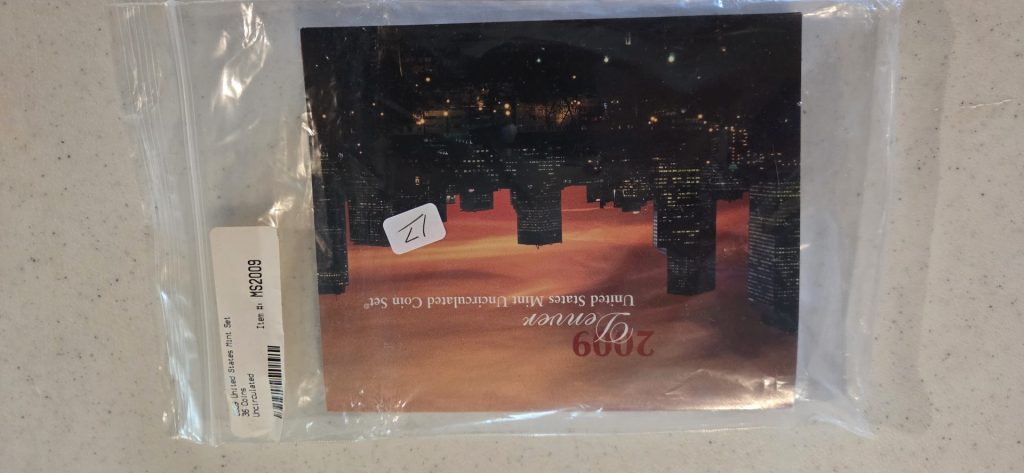 2009
Denver
United States Mint Uncirculated Coin Set®
United States Mint Set
36 Coins
Uncirculated
Item #: MS2009